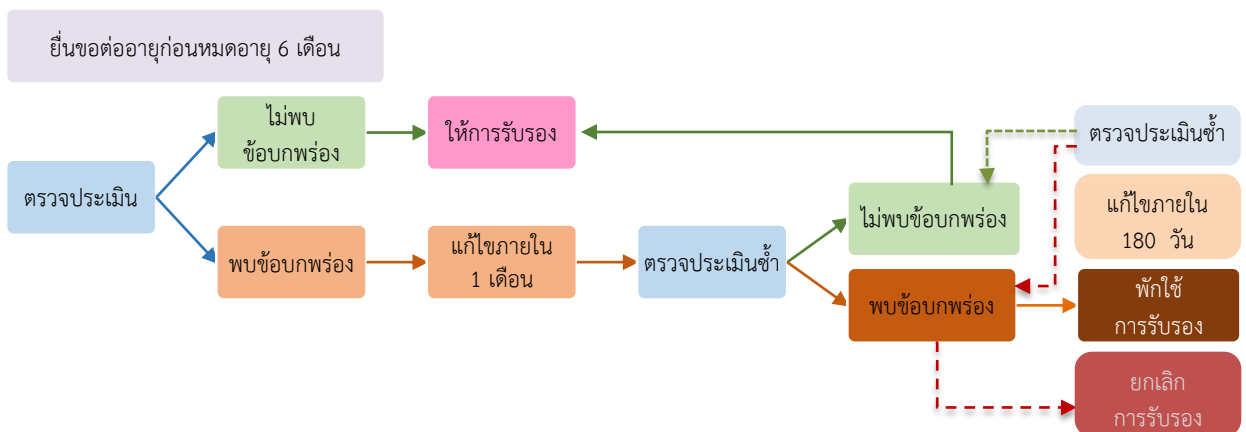 ยื่นขอต่ออายุก่อนหมดอายุ 6 เดือน
ไม่พบ
ข้อบกพร่อง
ให้การรับรอง
ตรวจประเมินซ้ำ
ตรวจประเมิน
ไม่พบข้อบกพร่อง
แก้ไขภายใน
180 วัน
พบข้อบกพร่อง
แก้ไขภายใน
1 เดือน
ตรวจประเมินซ้ำ
พบข้อบกพร่อง
พักใช้
การรับรอง
ยกเลิก
การรับรอง